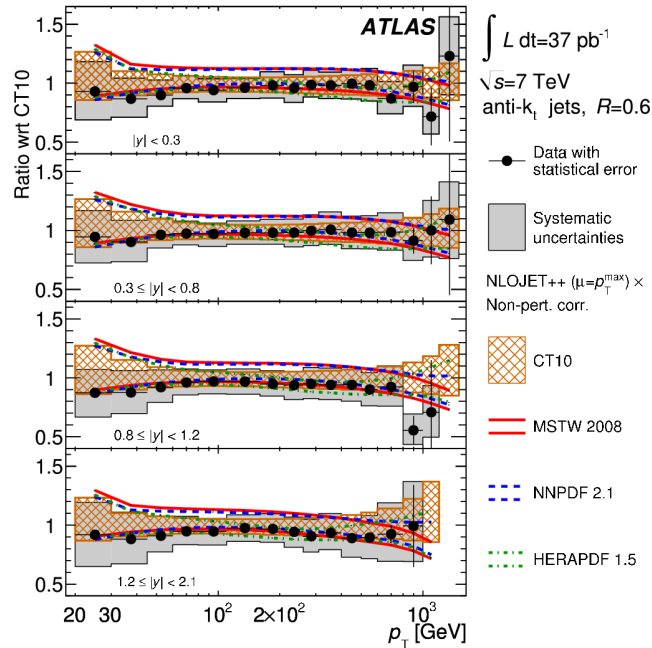 Ratio wrt CT10
ATLAS
1.5
1
0.5
|y| < 0.3
1.5
1
0.5
0.3 ≤ |y| < 0.8
1.5
1
0.5
0.8 ≤ |y| < 1.2
1.5
1
0.5
1.2 ≤ |y| < 2.1
20 30 10² 2×10² 10³
p_T [GeV]
∫ L dt=37 pb⁻¹
√s=7 TeV
anti-k_t jets, R=0.6
Data with
statistical error
Systematic
uncertainties
NLOJET++ (μ=p_T^max) ×
Non-pert. corr.
CT10
MSTW 2008
NNPDF 2.1
HERAPDF 1.5